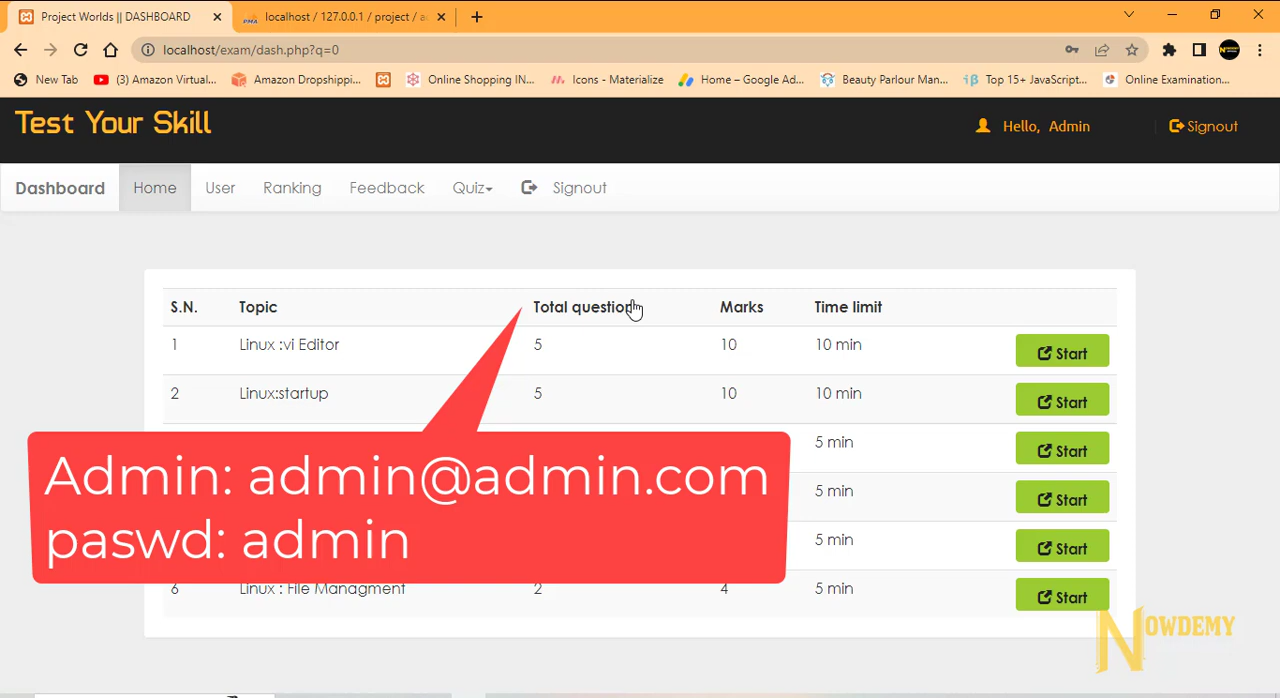 Project Worlds || DASHBOARD
localhost / 127.0.0.1 / project /
localhost/exam/dash.php?q=0
New Tab (3) Amazon Virtual... Amazon Dropshippi... Online Shopping IN... Icons - Materialize Home – Google Ad... Beauty Parlour Man... Top 15+ JavaScript... Online Examination...
Test Your Skill
Hello, Admin Signout
Dashboard Home User Ranking Feedback Quiz Signout
S.N. Topic Total question Marks Time limit
1 Linux :vi Editor 5 10 10 min Start
2 Linux:startup 5 10 10 min Start
5 min Start
5 min Start
5 min Start
6 Linux : File Managment 2 4 5 min Start
Admin: admin@admin.com
paswd: admin
NOWDEMY